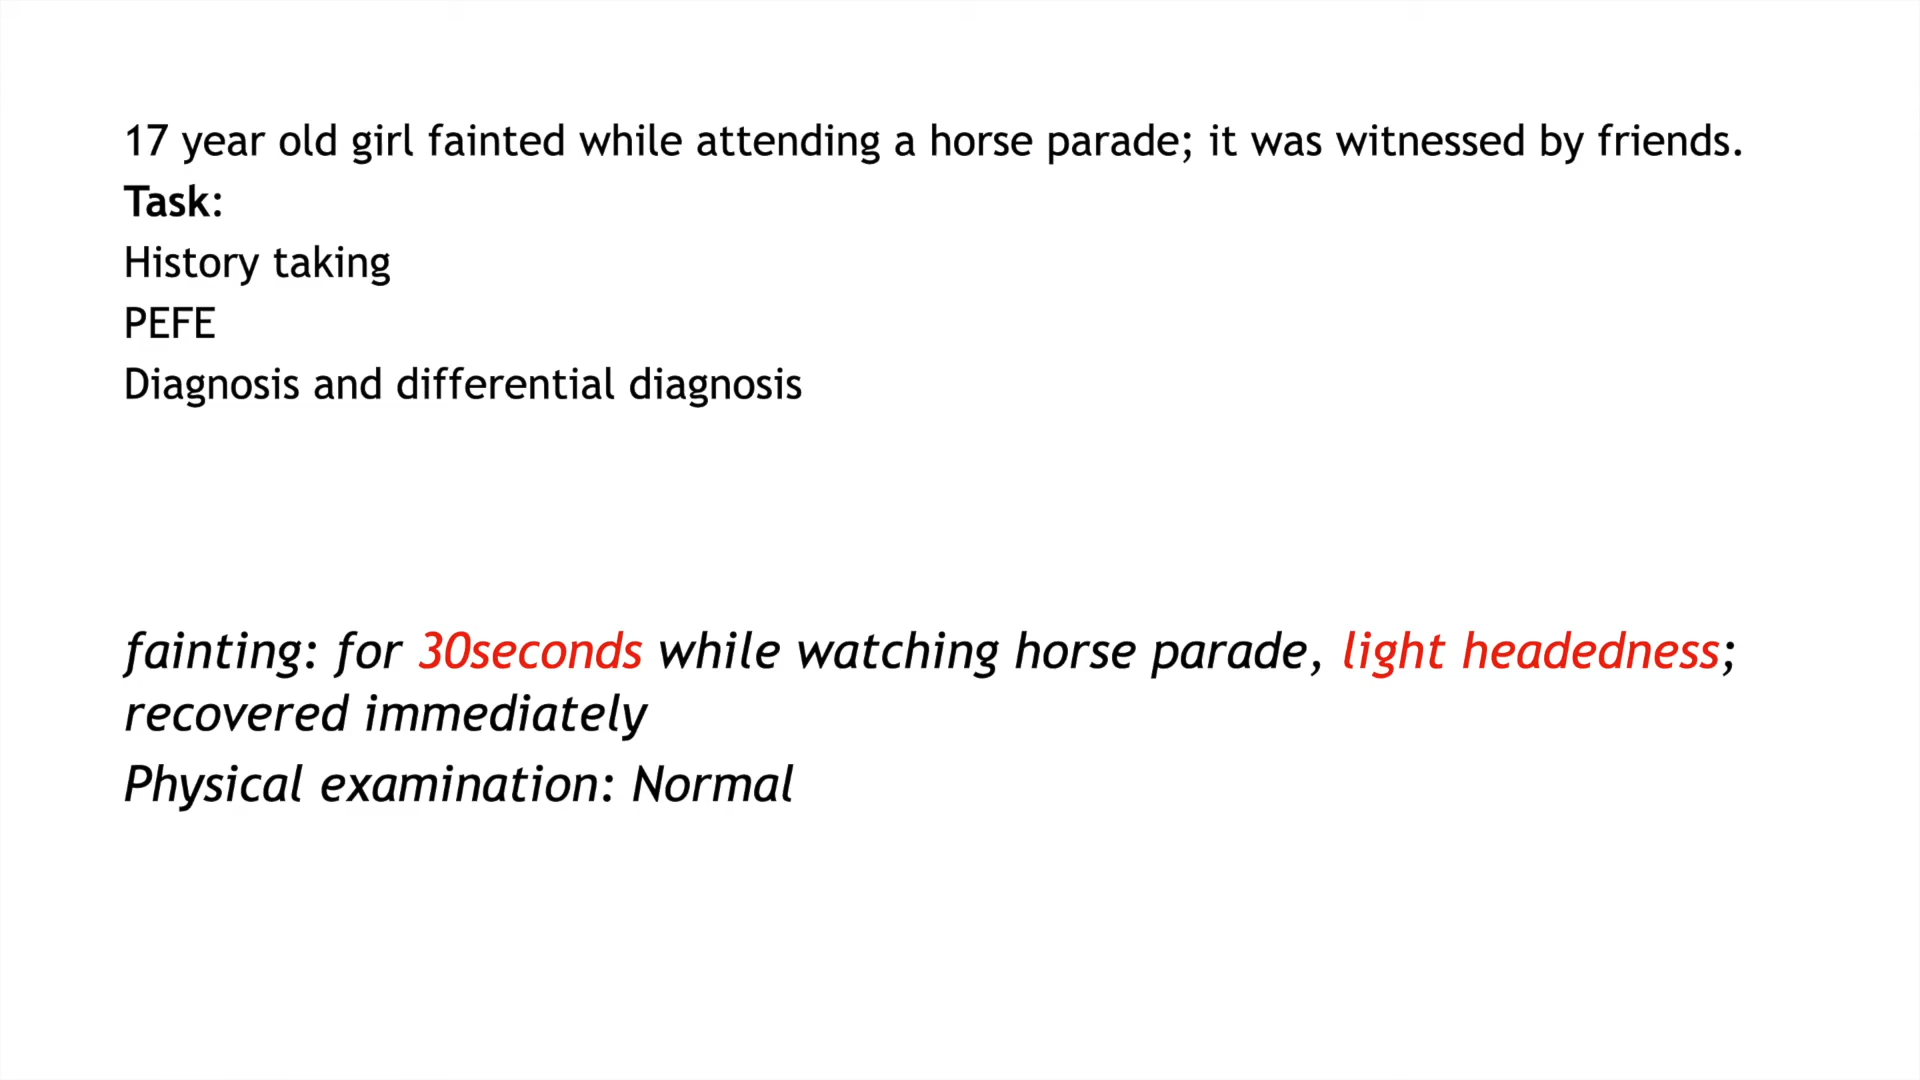 17 year old girl fainted while attending a horse parade; it was witnessed by friends.
Task:
History taking
PEFE
Diagnosis and differential diagnosis
fainting: for 30seconds while watching horse parade, light headedness;
recovered immediately
Physical examination: Normal